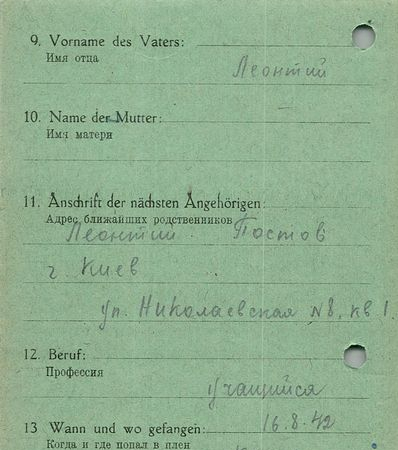 9. Vorname des Vaters:
Имя отца
Леонтий
10. Name der Mutter:
Имя матери
11. Anschrift der nächsten Angehörigen:
Адрес ближайших родственников
Леонтий Постов
г. Киев
ул. Николаевская N8, кв 1.
12. Beruf:
Профессия
учащийся
13 Wann und wo gefangen: 16.8.42
Когда и где попал в плен